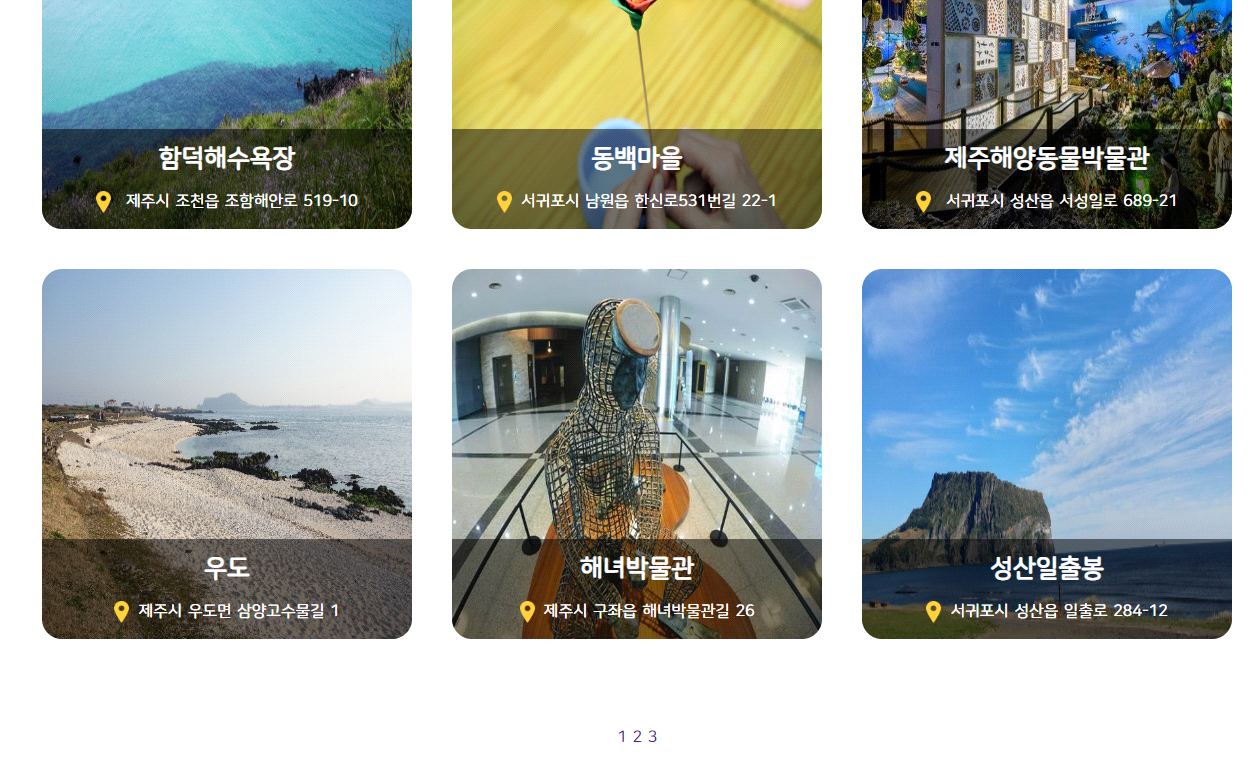 함덕해수욕장
제주시 조천읍 조함해안로 519-10
동백마을
서귀포시 남원읍 한신로531번길 22-1
제주해양동물박물관
서귀포시 성산읍 서성일로 689-21
우도
제주시 우도면 삼양고수물길 1
해녀박물관
제주시 구좌읍 해녀박물관길 26
성산일출봉
서귀포시 성산읍 일출로 284-12
1 2 3